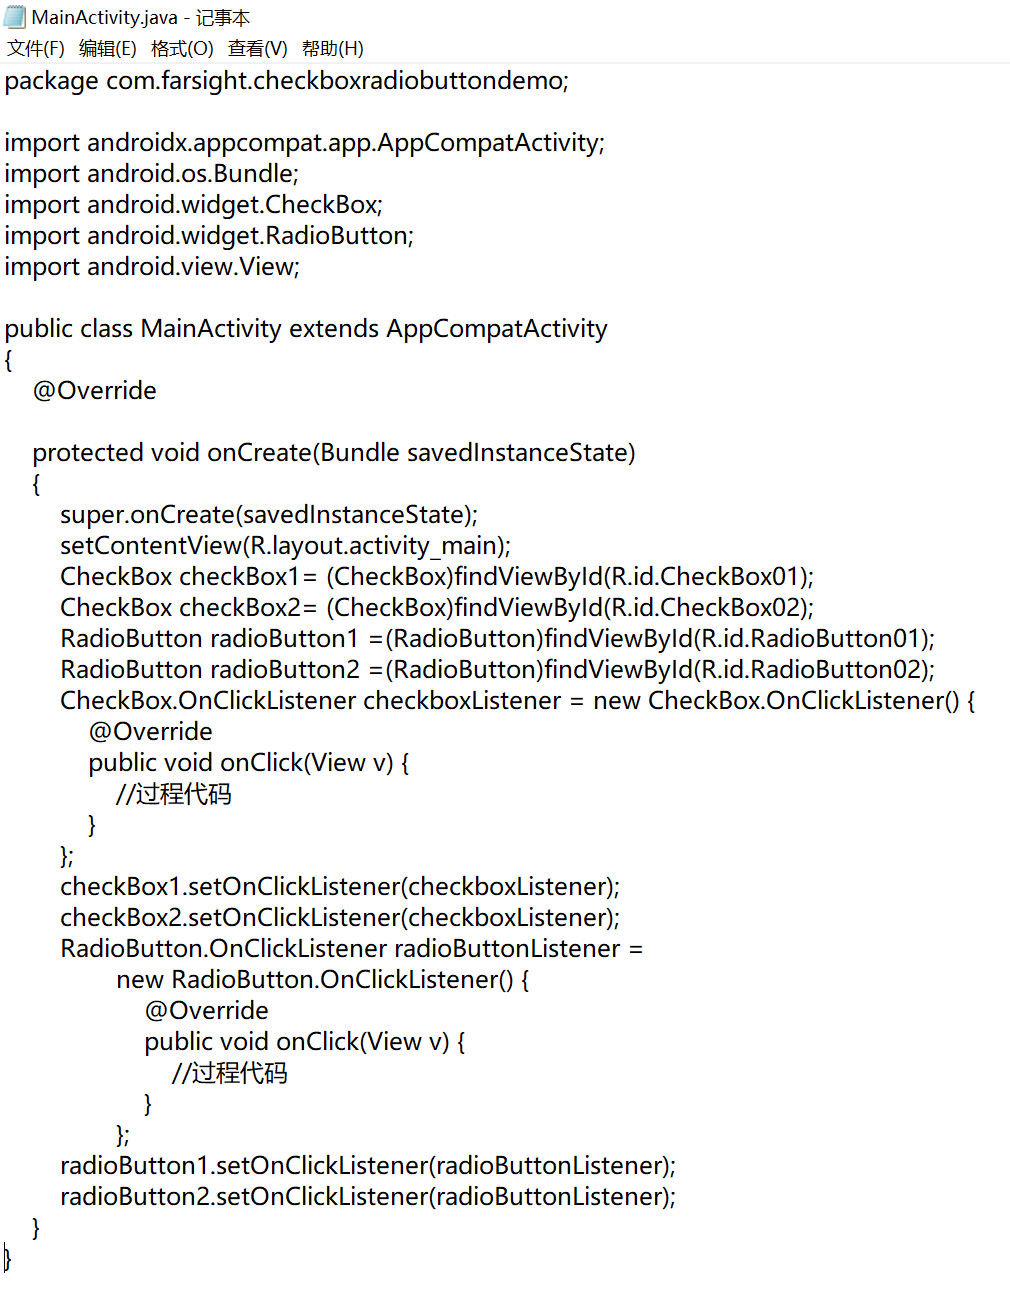 MainActivity.java - 记事本
文件(F) 编辑(E) 格式(O) 查看(V) 帮助(H)
package com.farsight.checkboxradiobuttondemo;
import androidx.appcompat.app.AppCompatActivity;
import android.os.Bundle;
import android.widget.CheckBox;
import android.widget.RadioButton;
import android.view.View;
public class MainActivity extends AppCompatActivity
{
@Override
protected void onCreate(Bundle savedInstanceState)
{
super.onCreate(savedInstanceState);
setContentView(R.layout.activity_main);
CheckBox checkBox1= (CheckBox)findViewById(R.id.CheckBox01);
CheckBox checkBox2= (CheckBox)findViewById(R.id.CheckBox02);
RadioButton radioButton1 =(RadioButton)findViewById(R.id.RadioButton01);
RadioButton radioButton2 =(RadioButton)findViewById(R.id.RadioButton02);
CheckBox.OnClickListener checkboxListener = new CheckBox.OnClickListener() {
@Override
public void onClick(View v) {
//过程代码
}
};
checkBox1.setOnClickListener(checkboxListener);
checkBox2.setOnClickListener(checkboxListener);
RadioButton.OnClickListener radioButtonListener =
new RadioButton.OnClickListener() {
@Override
public void onClick(View v) {
//过程代码
}
};
radioButton1.setOnClickListener(radioButtonListener);
radioButton2.setOnClickListener(radioButtonListener);
}
}